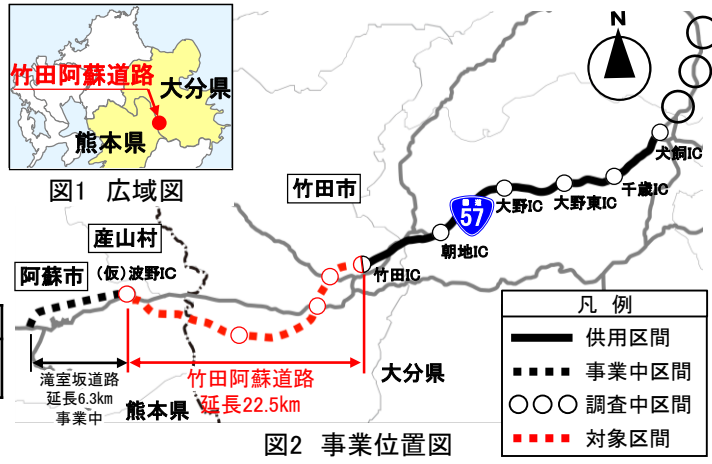 竹田阿蘇道路
大分県
熊本県
図1 広域図
N
犬飼IC
千歳IC
大野東IC
大野IC
57
朝地IC
竹田市
竹田IC
産山村
阿蘇市
(仮)波野IC
滝室坂道路
延長6.3km
事業中
竹田阿蘇道路
延長22.5km
熊本県
大分県
図2 事業位置図
凡 例
供用区間
事業中区間
調査中区間
対象区間